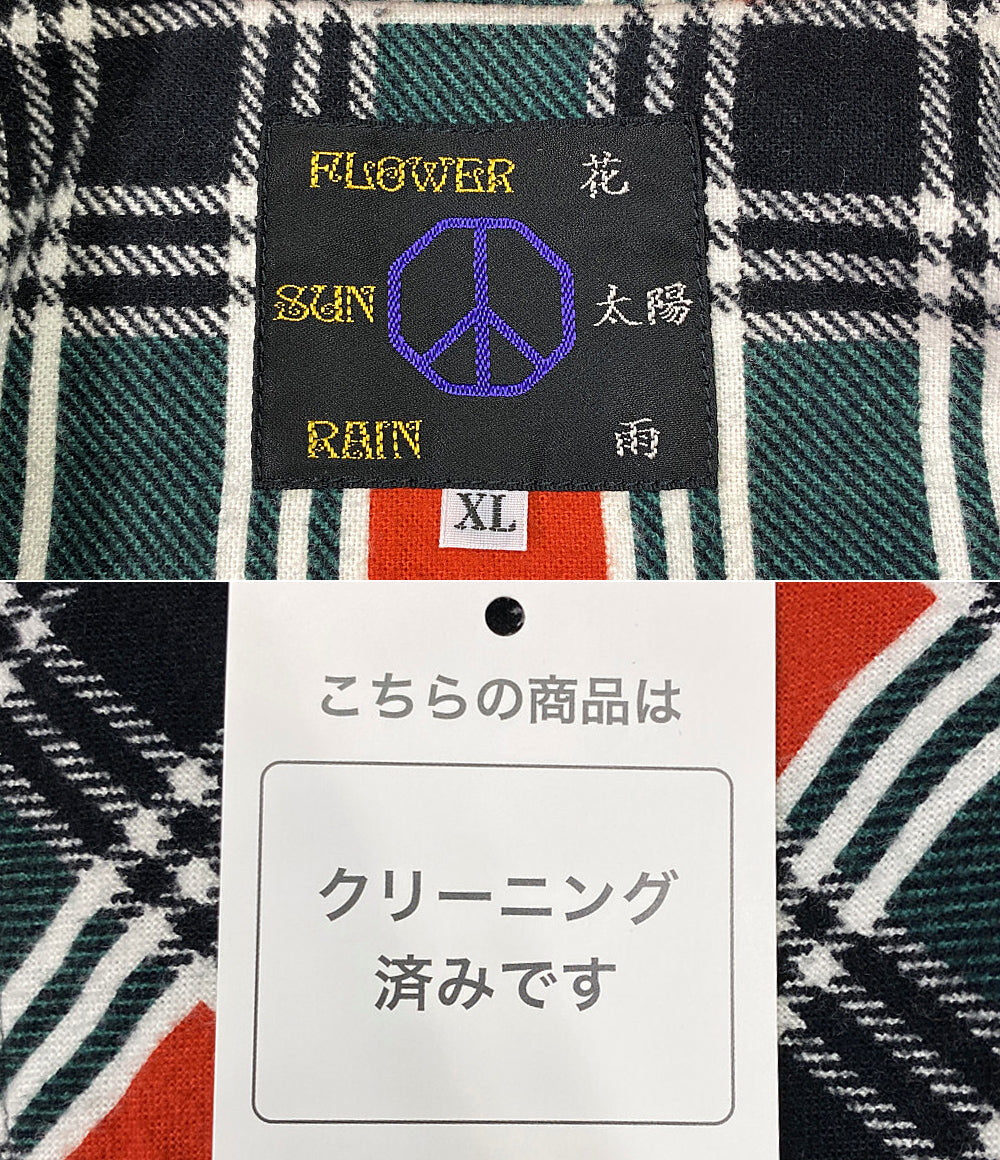 FLOWER 花
SUN 太陽
RAIN 雨
XL
こちらの商品は
クリーニング
済みです